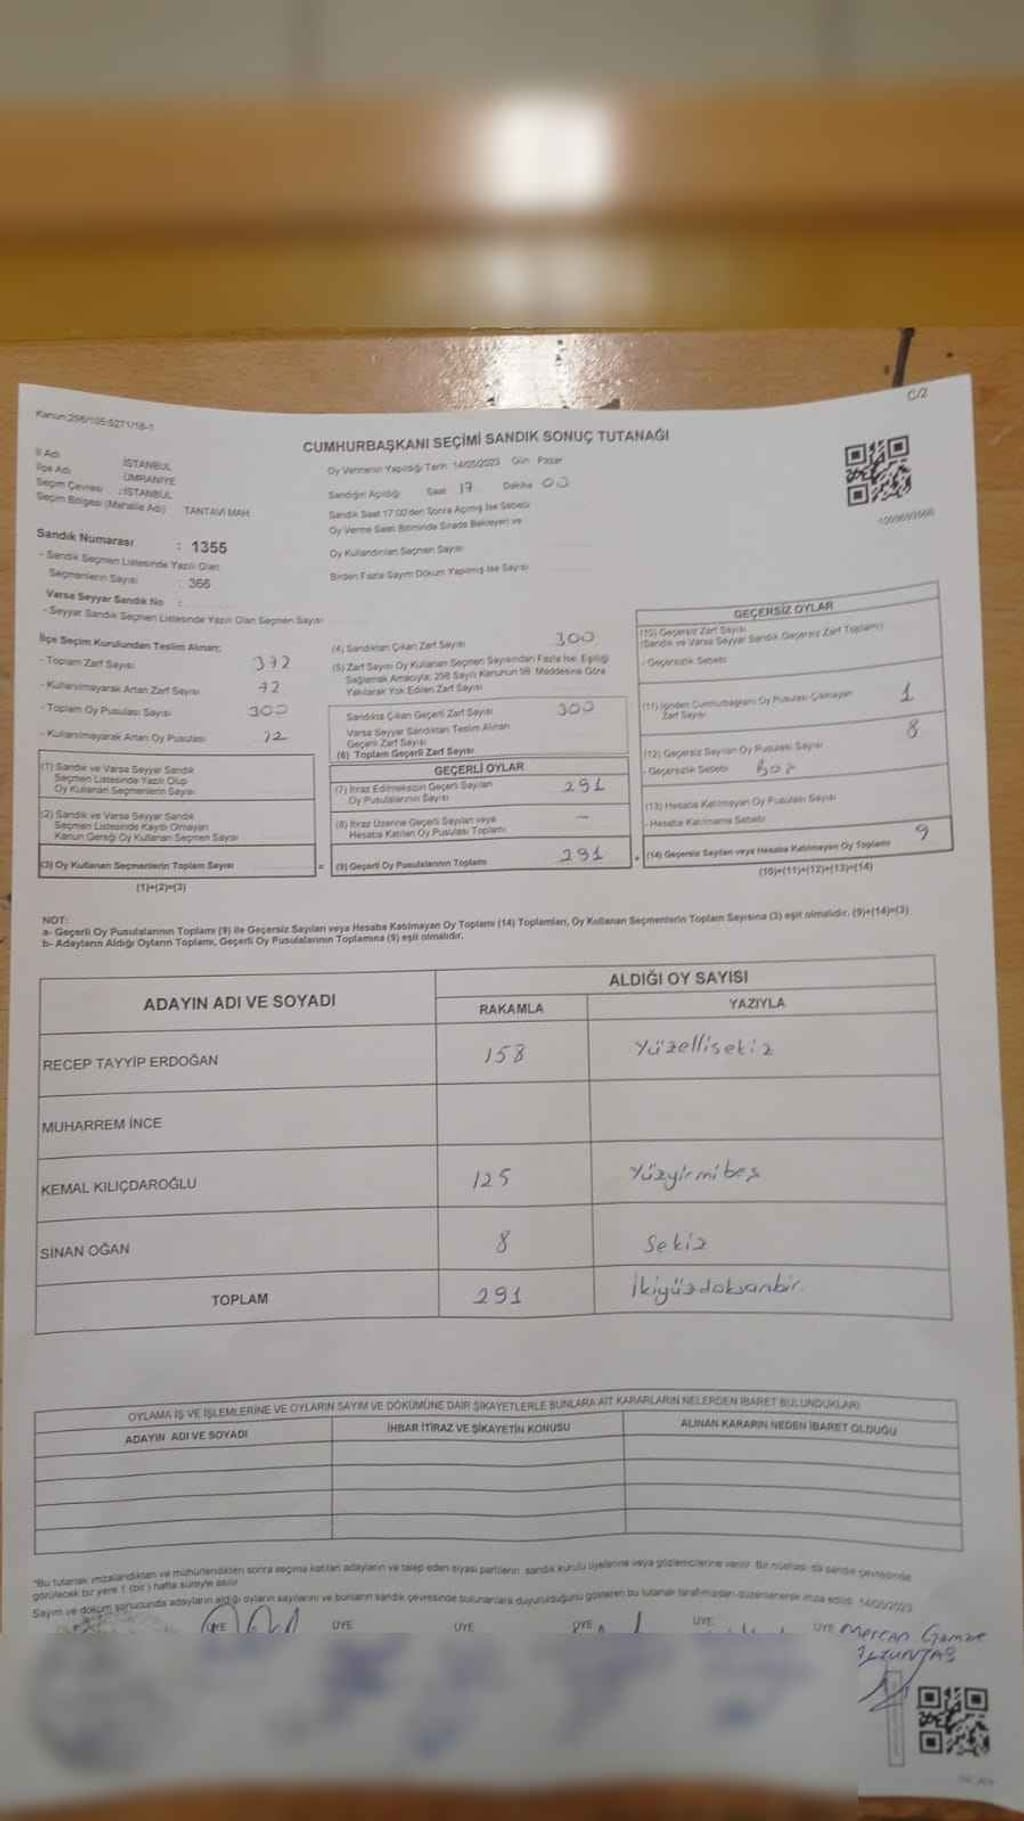 C/2
Kanun:298/105:5271/18-1
CUMHURBAŞKANI SEÇİMİ SANDIK SONUÇ TUTANAĞI
İl Adı : İSTANBUL
İlçe Adı : ÜMRANİYE
Seçim Çevresi : İSTANBUL
Seçim Bölgesi (Mahalle Adı) TANTAVİ MAH.
Sandık Numarası : 1355
- Sandık Seçmen Listesinde Yazılı Olan
Seçmenlerin Sayısı : 366
Varsa Seyyar Sandık No :
- Seyyar Sandık Seçmen Listesinde Yazılı Olan Seçmen Sayısı
Oy Vermenin Yapıldığı Tarih 14/05/2023 Gün Pazar
Sandığın Açıldığı Saat 17 Dakika 00
Sandık Saat 17.00'den Sonra Açılmış İse Sebebi
Oy Verme Saati Bitiminde Sırada Bekleyen ve
Oy Kullandırılan Seçmen Sayısı
Birden Fazla Sayım Döküm Yapılmış İse Sayısı
İlçe Seçim Kurulundan Teslim Alınan:
- Toplam Zarf Sayısı 372
- Kullanılmayarak Artan Zarf Sayısı 72
- Toplam Oy Pusulası Sayısı 300
- Kullanılmayarak Artan Oy Pusulası 72
(1) Sandık ve Varsa Seyyar Sandık
Seçmen Listesinde Yazılı Olup
Oy Kullanan Seçmenlerin Sayısı
(2) Sandık ve Varsa Seyyar Sandık
Seçmen Listesinde Kayıtlı Olmayan
Kanun Gereği Oy Kullanan Seçmen Sayısı
(3) Oy Kullanan Seçmenlerin Toplam Sayısı
(1)+(2)=(3)
(4) Sandıktan Çıkan Zarf Sayısı 300
(5) Zarf Sayısı Oy Kullanan Seçmen Sayısından Fazla İse, Eşitliği
Sağlamak Amacıyla; 298 Sayılı Kanunun 98. Maddesine Göre
Yakılarak Yok Edilen Zarf Sayısı
Sandıkta Çıkan Geçerli Zarf Sayısı 300
Varsa Seyyar Sandıktan Teslim Alınan
Geçerli Zarf Sayısı
(6) Toplam Geçerli Zarf Sayısı
GEÇERLİ OYLAR
(7) İtiraz Edilmeksizin Geçerli Sayılan
Oy Pusulalarının Sayısı 291
(8) İtiraz Üzerine Geçerli Sayılan veya
Hesaba Katılan Oy Pusulası Toplamı —
= (9) Geçerli Oy Pusulalarının Toplamı 291
GEÇERSİZ OYLAR
(10) Geçersiz Zarf Sayısı
(Sandık ve Varsa Seyyar Sandık Geçersiz Zarf Toplamı)
- Geçersizlik Sebebi
(11) İçinden Cumhurbaşkanı Oy Pusulası Çıkmayan
Zarf Sayısı 1
(12) Geçersiz Sayılan Oy Pusulası Sayısı 8
- Geçersizlik Sebebi
(13) Hesaba Katılmayan Oy Pusulası Sayısı
- Hesaba Katılmama Sebebi
+ (14) Geçersiz Sayılan veya Hesaba Katılmayan Oy Toplamı 9
(10)+(11)+(12)+(13)=(14)
NOT:
a- Geçerli Oy Pusulalarının Toplamı (9) ile Geçersiz Sayılan veya Hesaba Katılmayan Oy Toplamı (14) Toplamları, Oy Kullanan Seçmenlerin Toplam Sayısına (3) eşit olmalıdır. (9)+(14)=(3)
b- Adayların Aldığı Oyların Toplamı, Geçerli Oy Pusulalarının Toplamına (9) eşit olmalıdır.
ADAYIN ADI VE SOYADI
ALDIĞI OY SAYISI
RAKAMLA YAZIYLA
RECEP TAYYİP ERDOĞAN 158 Yüzellisekiz
MUHARREM İNCE
KEMAL KILIÇDAROĞLU 125 Yüzyirmibeş
SİNAN OĞAN 8 Sekiz
TOPLAM 291 İkiyüzdoksanbir
OYLAMA İŞ VE İŞLEMLERİNE VE OYLARIN SAYIM VE DÖKÜMÜNE DAİR ŞİKAYETLERLE BUNLARA AİT KARARLARIN NELERDEN İBARET BULUNDUKLARI
ADAYIN ADI VE SOYADI İHBAR İTİRAZ VE ŞİKAYETİN KONUSU ALINAN KARARIN NEDEN İBARET OLDUĞU
"Bu tutanak imzalandıktan ve mühürlendikten sonra seçime katılan adayların ve talep eden siyasi partilerin sandık kurulu üyelerine veya gözlemcilerine verilir. Bir nüshası da sandık çevresinde
görülecek bir yere 1 (bir) hafta süreyle asılır.
Sayım ve döküm sonucunda adayların aldığı oyların sayılarını ve bunların sandık çevresinde bulunanlara duyurulduğunu gösteren bu tutanak tarafımızdan düzenlenerek imza edildi. 14/05/2023
ÜYE ÜYE ÜYE ÜYE ÜYE ÜYE Mercan Gamze